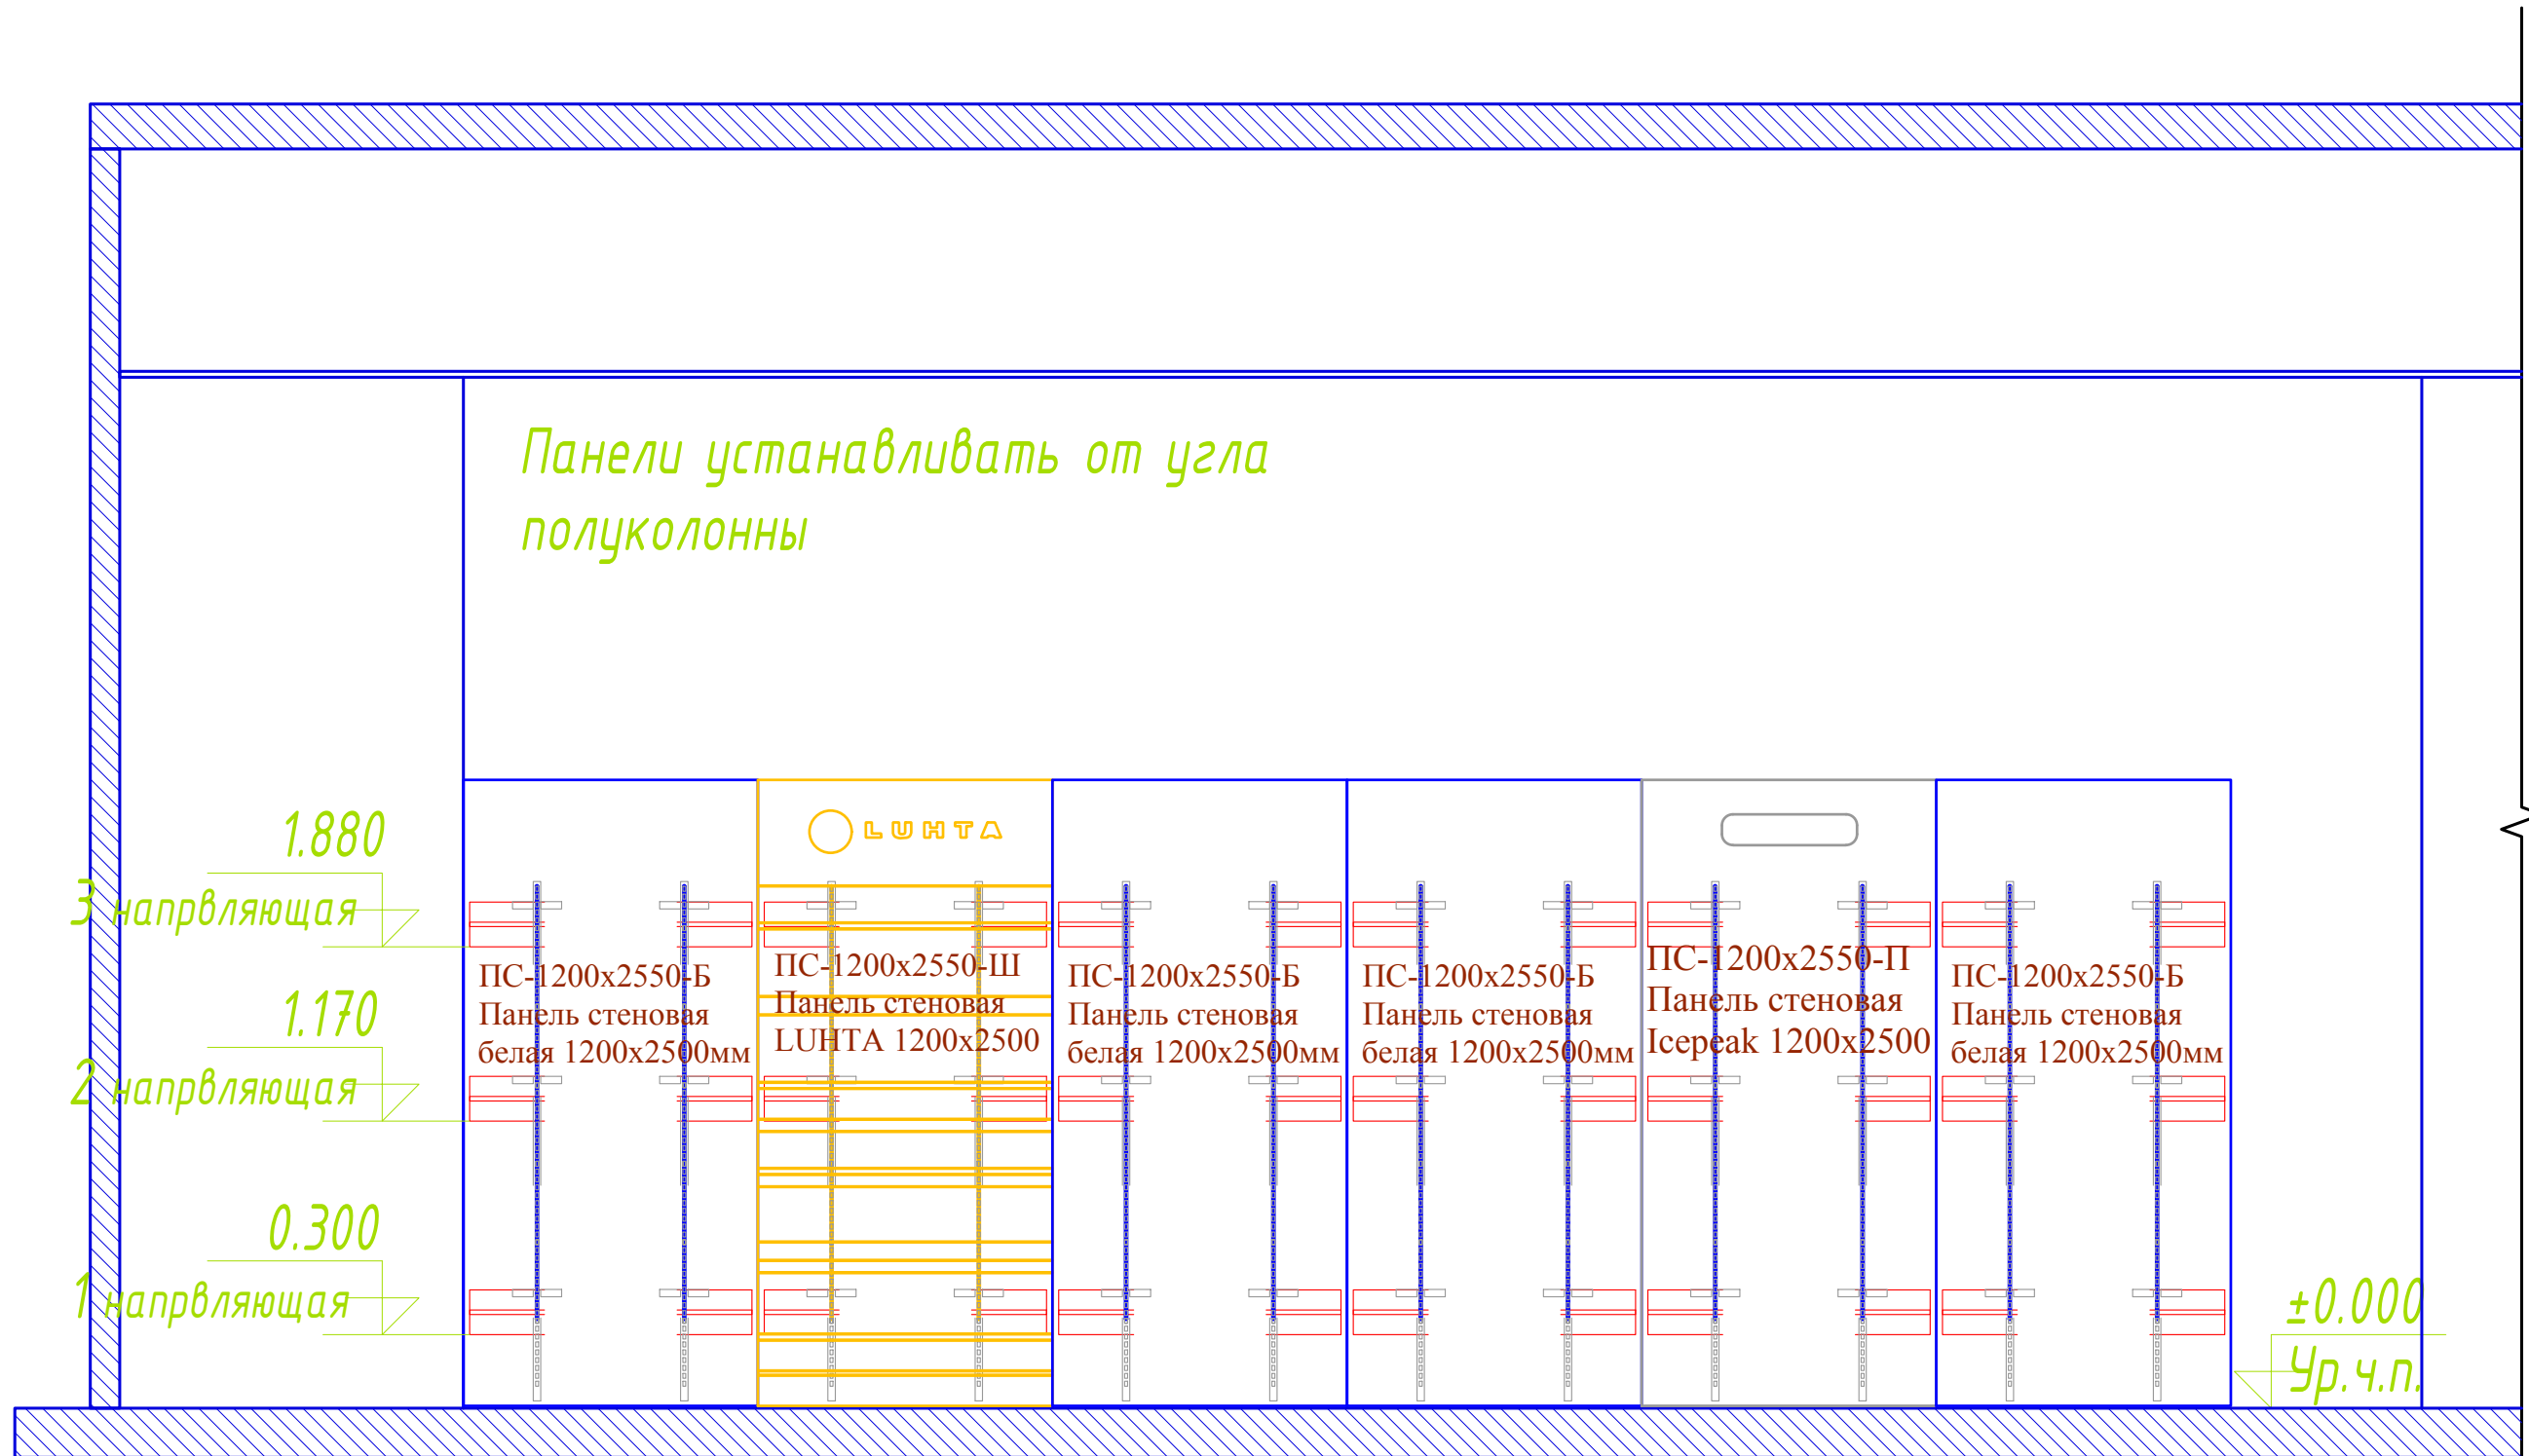 Панели устанавливать от угла
полуколонны
LUHTA
1.880
3 напрвляющая
1.170
2 напрвляющая
0.300
1 напрвляющая
ПС-1200х2550-Б
Панель стеновая
белая 1200х2500мм
ПС-1200х2550-Ш
Панель стеновая
LUHTA 1200х2500
ПС-1200х2550-Б
Панель стеновая
белая 1200х2500мм
ПС-1200х2550-Б
Панель стеновая
белая 1200х2500мм
ПС-1200х2550-П
Панель стеновая
Icepeak 1200х2500
ПС-1200х2550-Б
Панель стеновая
белая 1200х2500мм
±0.000
Ур.ч.п.